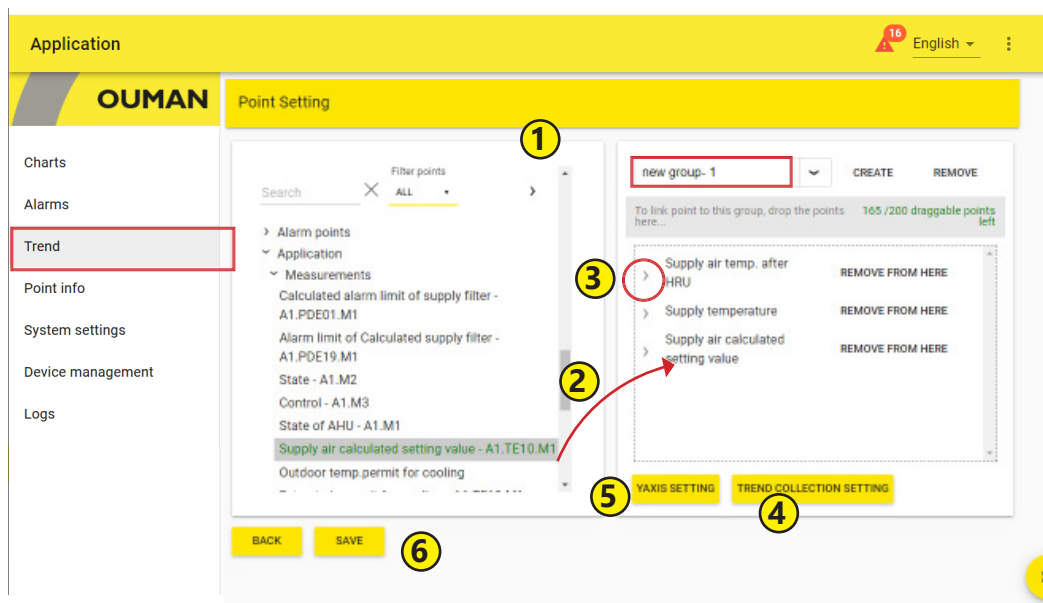 Application
16
English
OUMAN
Point Setting
Charts
Alarms
Trend
Point info
System settings
Device management
Logs
1
Filter points
Search
ALL
Alarm points
Application
Measurements
Calculated alarm limit of supply filter -
A1.PDE01.M1
Alarm limit of Calculated supply filter -
A1.PDE19.M1
State - A1.M2
Control - A1.M3
State of AHU - A1.M1
Supply air calculated setting value - A1.TE10.M1
Outdoor temp.permit for cooling
2
new group- 1
CREATE
REMOVE
To link point to this group, drop the points
here...
165 /200 draggable points
left
3
Supply air temp. after
HRU
REMOVE FROM HERE
Supply temperature
REMOVE FROM HERE
Supply air calculated
setting value
REMOVE FROM HERE
5
YAXIS SETTING
TREND COLLECTION SETTING
4
BACK
SAVE
6